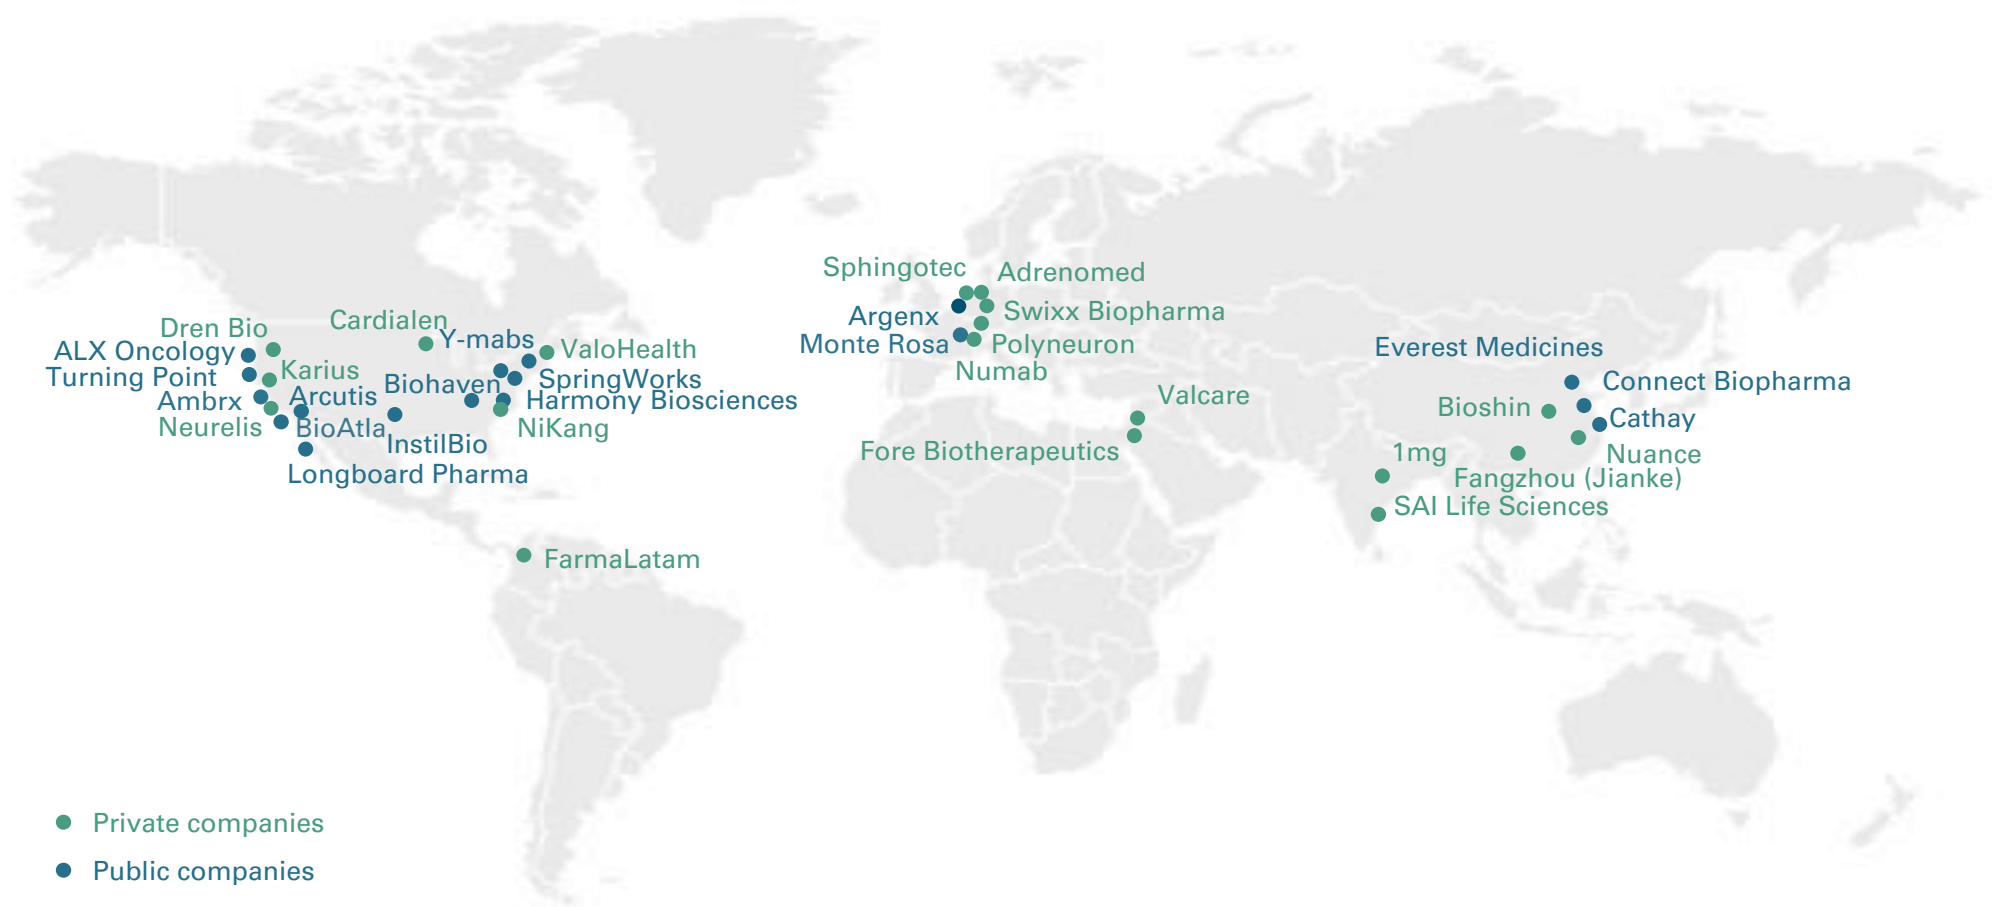 Sphingotec
Adrenomed
Argenx
Swixx Biopharma
Monte Rosa
Polyneuron
Numab
Dren Bio
Cardialen
Y-mabs
ALX Oncology
ValoHealth
Turning Point
Karius
Biohaven
SpringWorks
Ambrx
Arcutis
Harmony Biosciences
Neurelis
BioAtla
NiKang
InstilBio
Longboard Pharma
Valcare
Fore Biotherapeutics
Everest Medicines
Connect Biopharma
Bioshin
Cathay
1mg
Nuance
Fangzhou (Jianke)
SAI Life Sciences
FarmaLatam
Private companies
Public companies